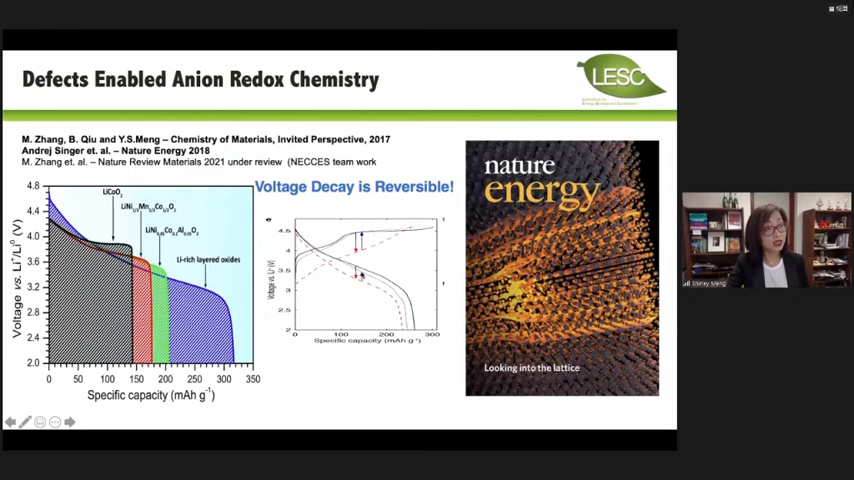 Defects Enabled Anion Redox Chemistry
LESC
M. Zhang, B. Qiu and Y.S.Meng – Chemistry of Materials, Invited Perspective, 2017
Andrej Singer et. al. – Nature Energy 2018
M. Zhang et. al. – Nature Review Materials 2021 under review (NECCES team work
Voltage Decay is Reversible!
4.8
4.4
4.0
3.6
3.2
2.8
2.4
2.0
Voltage vs. Li⁺/Li⁰ (V)
LiCoO₂
Li-rich layered oxides
0 50 100 150 200 250 300 350
Specific capacity (mAh g⁻¹)
e
4.5
4
3.5
3
2.5
2
0 100 200 300
Specific capacity (mAh g⁻¹)
nature
energy
Looking into the lattice
Shirley Meng